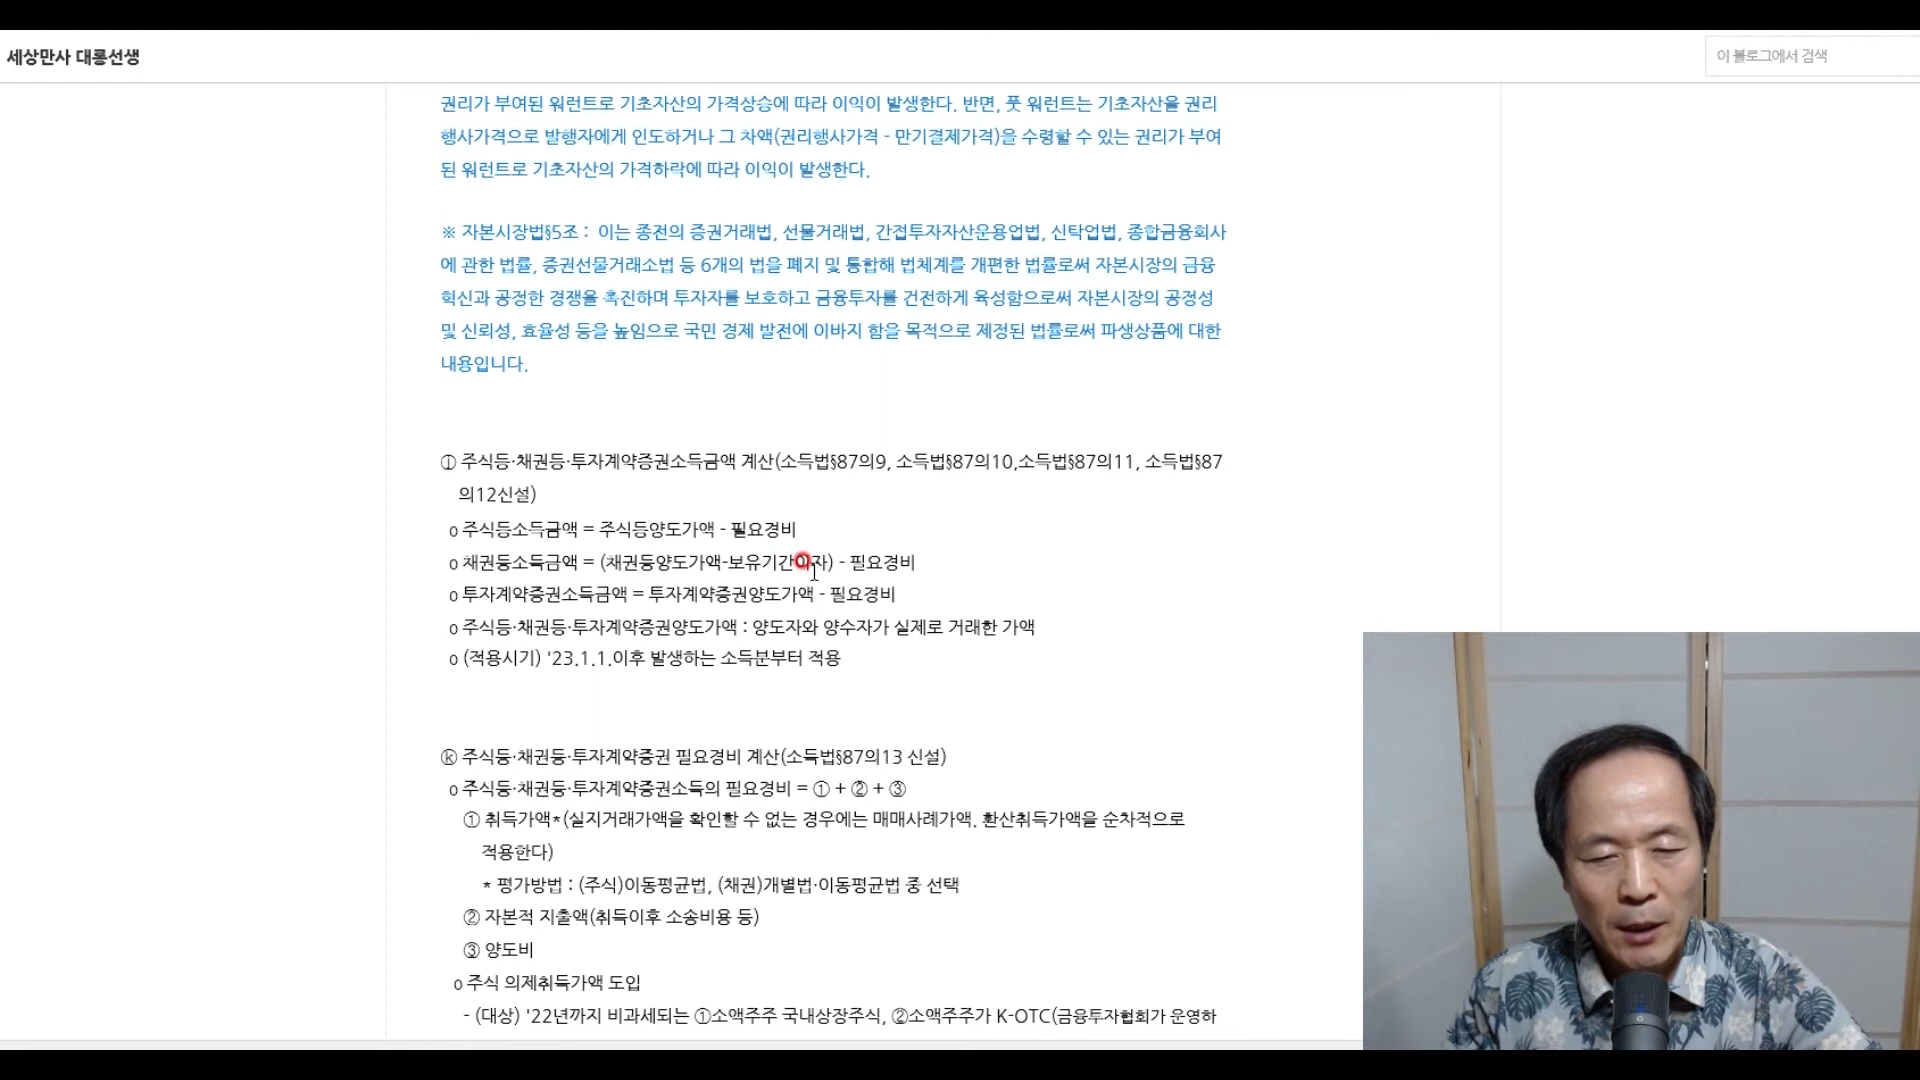 세상만사 대롱선생
이 블로그에서 검색
권리가 부여된 워런트로 기초자산의 가격상승에 따라 이익이 발생한다. 반면, 풋 워런트는 기초자산을 권리
행사가격으로 발행자에게 인도하거나 그 차액(권리행사가격 - 만기결제가격)을 수령할 수 있는 권리가 부여
된 워런트로 기초자산의 가격하락에 따라 이익이 발생한다.
※ 자본시장법§5조 : 이는 종전의 증권거래법, 선물거래법, 간접투자자산운용업법, 신탁업법, 종합금융회사
에 관한 법률, 증권선물거래소법 등 6개의 법을 폐지 및 통합해 법체계를 개편한 법률로써 자본시장의 금융
혁신과 공정한 경쟁을 촉진하며 투자자를 보호하고 금융투자를 건전하게 육성함으로써 자본시장의 공정성
및 신뢰성, 효율성 등을 높임으로 국민 경제 발전에 이바지 함을 목적으로 제정된 법률로써 파생상품에 대한
내용입니다.
ⓙ 주식등·채권등·투자계약증권소득금액 계산(소득법§87의9, 소득법§87의10,소득법§87의11, 소득법§87
의12신설)
o 주식등소득금액 = 주식등양도가액 - 필요경비
o 채권등소득금액 = (채권등양도가액-보유기간이자) - 필요경비
o 투자계약증권소득금액 = 투자계약증권양도가액 - 필요경비
o 주식등·채권등·투자계약증권양도가액 : 양도자와 양수자가 실제로 거래한 가액
o (적용시기) '23.1.1.이후 발생하는 소득분부터 적용
ⓚ 주식등·채권등·투자계약증권 필요경비 계산(소득법§87의13 신설)
o 주식등·채권등·투자계약증권소득의 필요경비 = ① + ② + ③
① 취득가액*(실지거래가액을 확인할 수 없는 경우에는 매매사례가액. 환산취득가액을 순차적으로
적용한다)
* 평가방법 : (주식)이동평균법, (채권)개별법·이동평균법 중 선택
② 자본적 지출액(취득이후 소송비용 등)
③ 양도비
o 주식 의제취득가액 도입
- (대상) '22년까지 비과세되는 ①소액주주 국내상장주식, ②소액주주가 K-OTC(금융투자협회가 운영하